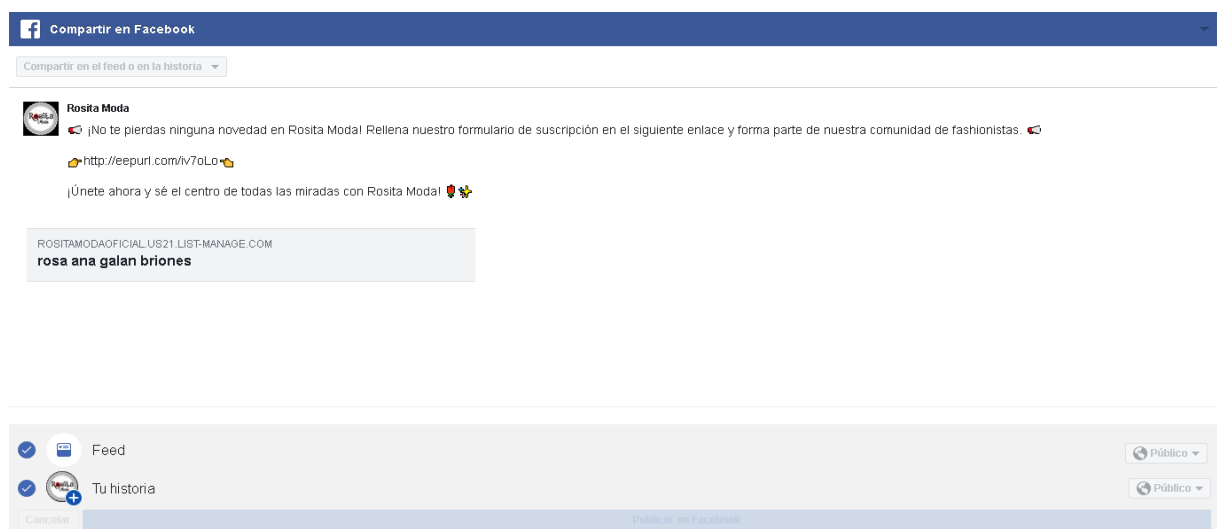 Compartir en Facebook
Compartir en el feed o en la historia
Rosita Moda
¡No te pierdas ninguna novedad en Rosita Moda! Rellena nuestro formulario de suscripción en el siguiente enlace y forma parte de nuestra comunidad de fashionistas.
http://eepurl.com/iv7oLo
¡Únete ahora y sé el centro de todas las miradas con Rosita Moda!
ROSITAMODAOFICIAL.US21.LIST-MANAGE.COM
rosa ana galan briones
Feed
Público
Tu historia
Público
Cancelar
Publicar en Facebook